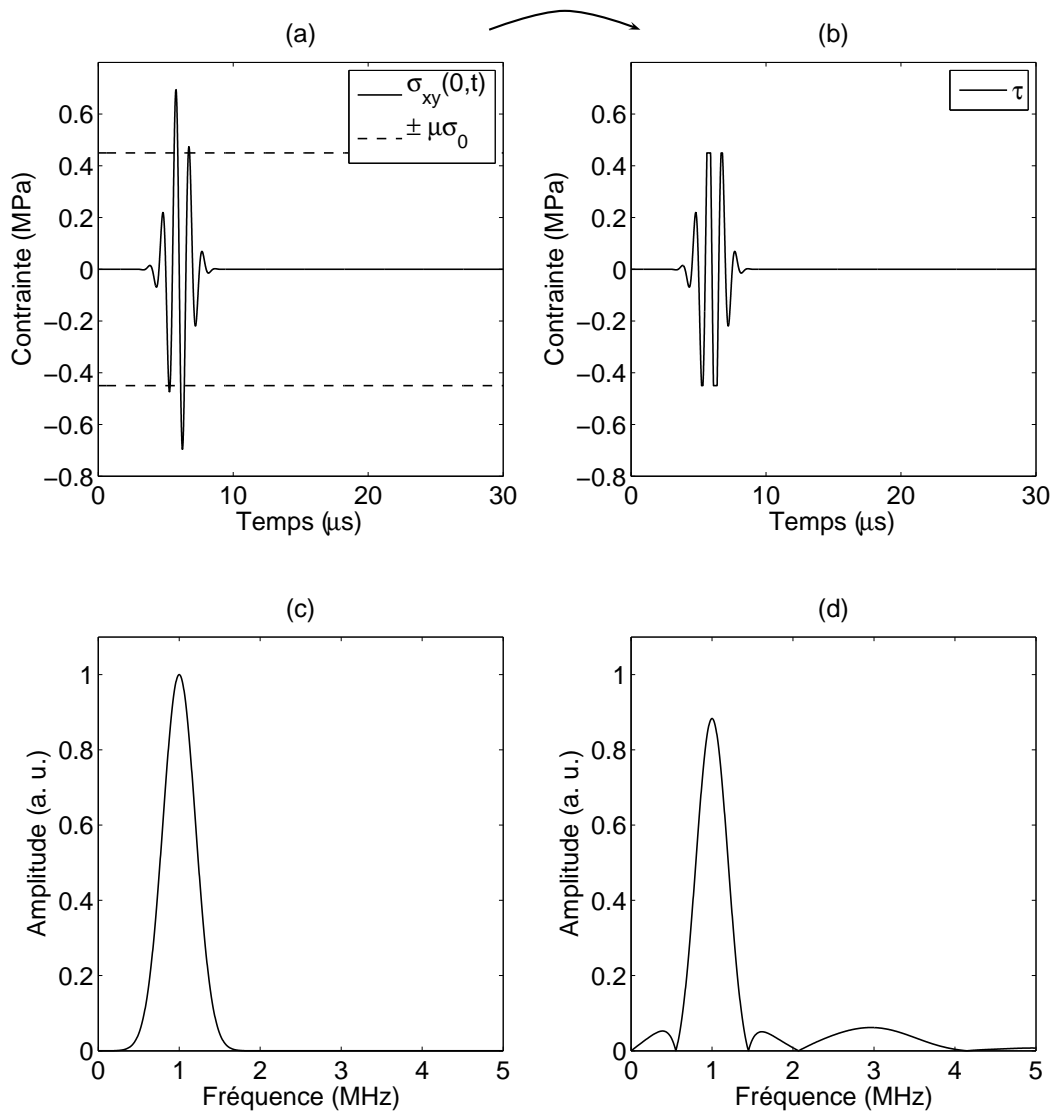 (a)
σxy(0,t)
± μσ0
0.6
0.4
0.2
0
−0.2
−0.4
−0.6
−0.8
Contrainte (MPa)
0 10 20 30
Temps (μs)
(b)
τ
0.6
0.4
0.2
0
−0.2
−0.4
−0.6
−0.8
Contrainte (MPa)
0 10 20 30
Temps (μs)
(c)
1
0.8
0.6
0.4
0.2
0
Amplitude (a. u.)
0 1 2 3 4 5
Fréquence (MHz)
(d)
1
0.8
0.6
0.4
0.2
0
Amplitude (a. u.)
0 1 2 3 4 5
Fréquence (MHz)